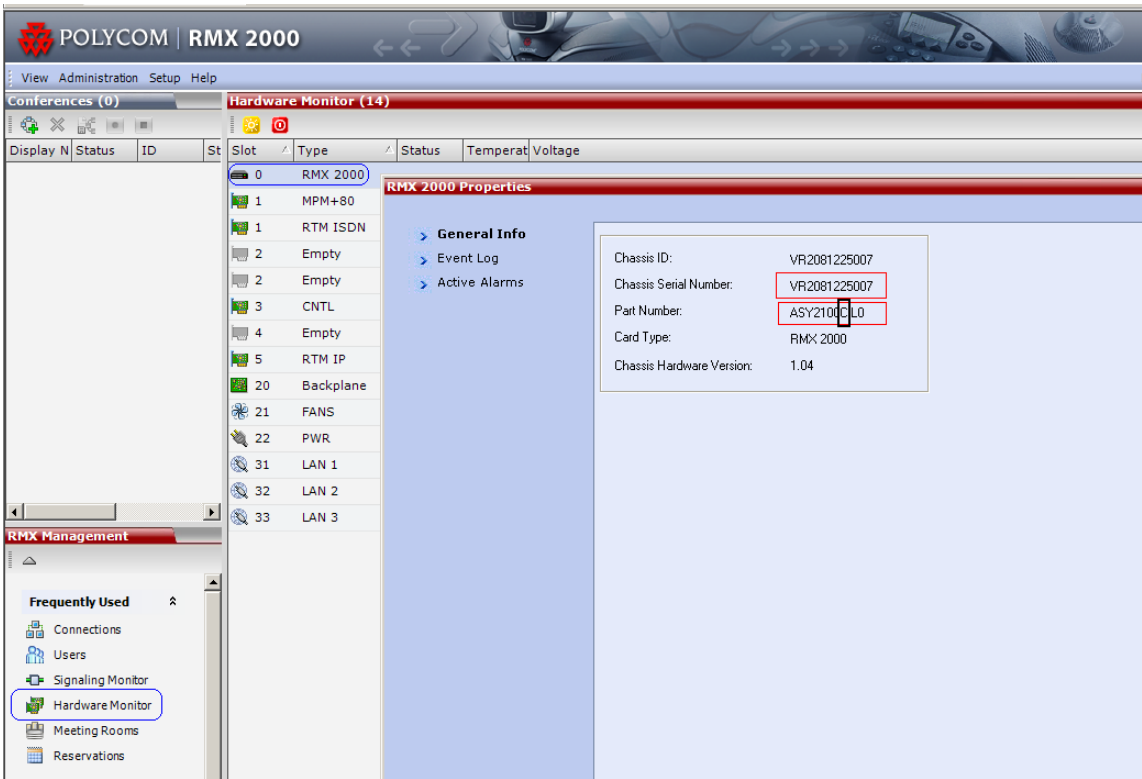 POLYCOM | RMX 2000
View Administration Setup Help
Conferences (0)
Display N Status ID St
Hardware Monitor (14)
Slot Type Status Temperat Voltage
0 RMX 2000
1 MPM+80
1 RTM ISDN
2 Empty
2 Empty
3 CNTL
4 Empty
5 RTM IP
20 Backplane
21 FANS
22 PWR
31 LAN 1
32 LAN 2
33 LAN 3
RMX 2000 Properties
General Info
Event Log
Active Alarms
Chassis ID: VR2081225007
Chassis Serial Number: VR2081225007
Part Number: ASY2100C L0
Card Type: RMX 2000
Chassis Hardware Version: 1.04
RMX Management
Frequently Used
Connections
Users
Signaling Monitor
Hardware Monitor
Meeting Rooms
Reservations